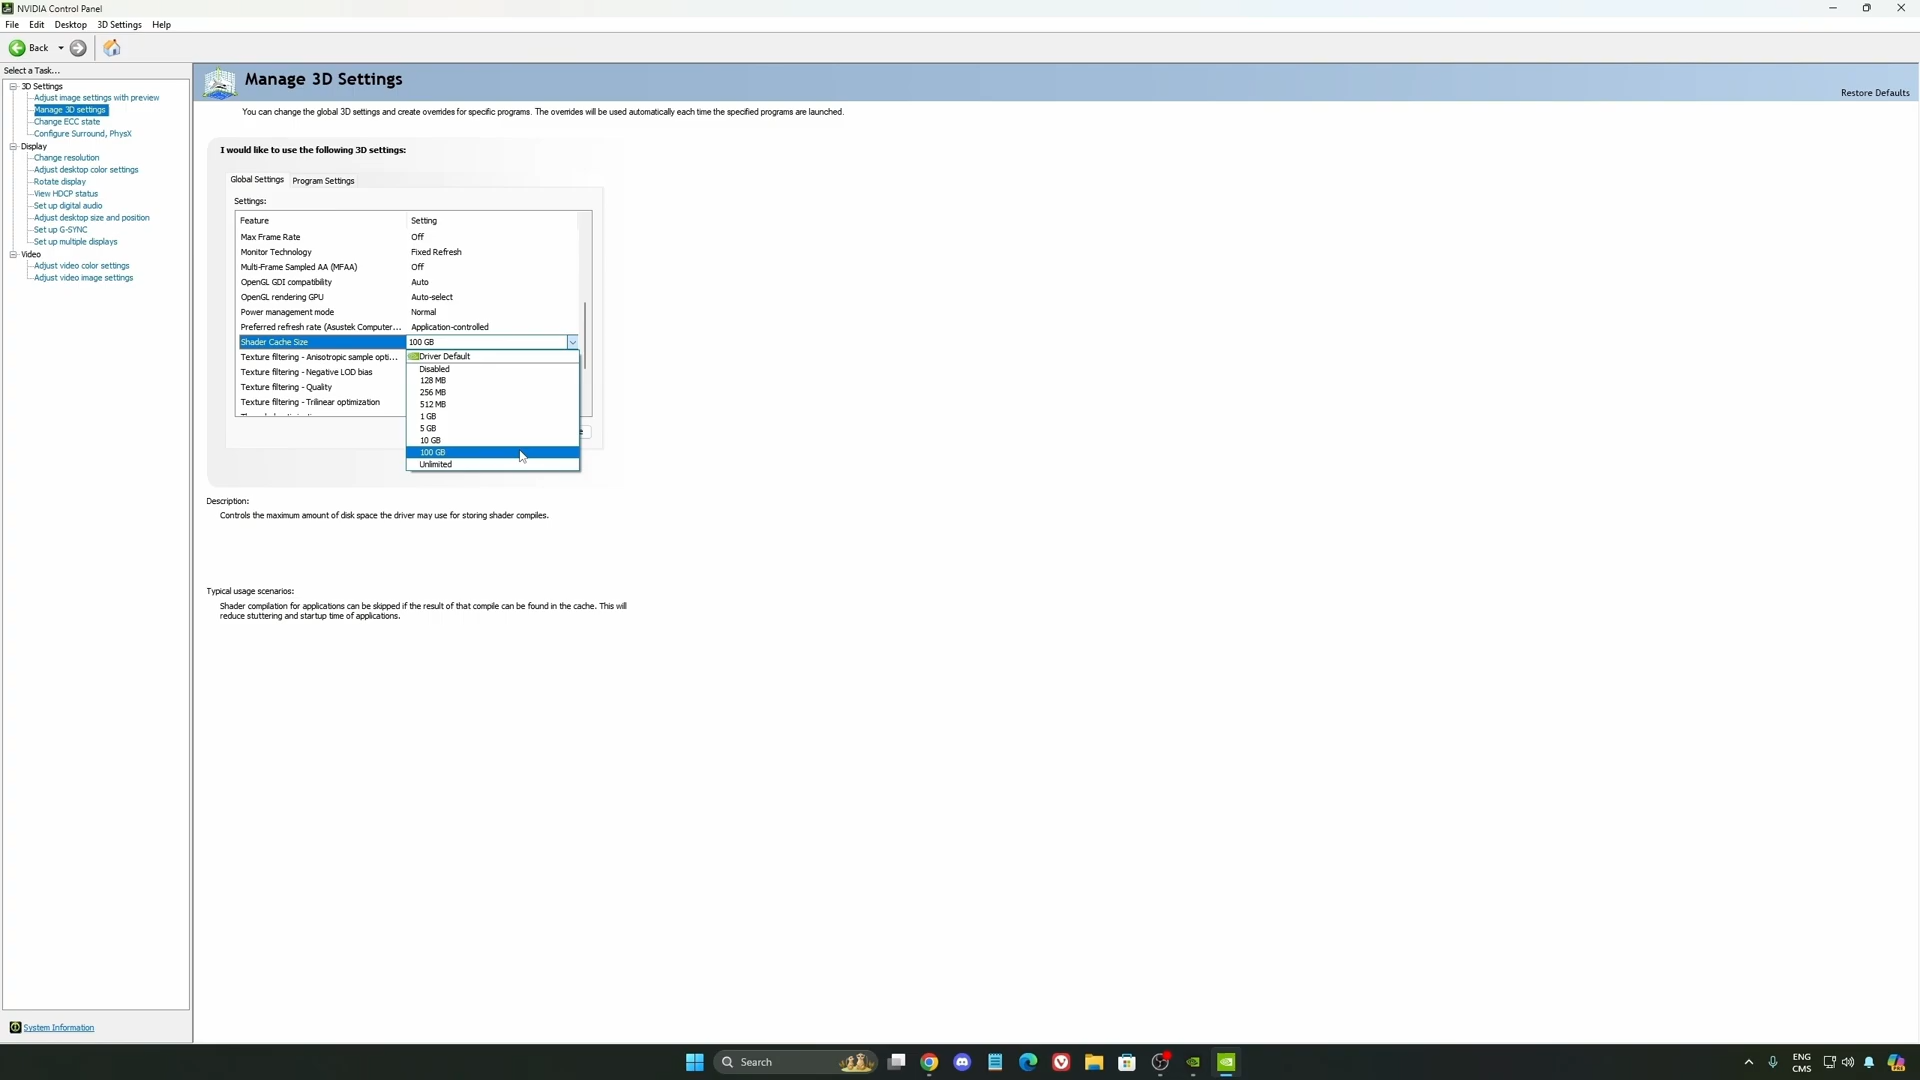 NVIDIA Control Panel
File Edit Desktop 3D Settings Help
Back
Select a Task...
3D Settings
Adjust image settings with preview
Manage 3D settings
Change ECC state
Configure Surround, PhysX
Display
Change resolution
Adjust desktop color settings
Rotate display
View HDCP status
Set up digital audio
Adjust desktop size and position
Set up G-SYNC
Set up multiple displays
Video
Adjust video color settings
Adjust video image settings
System Information
Manage 3D Settings
Restore Defaults
You can change the global 3D settings and create overrides for specific programs. The overrides will be used automatically each time the specified programs are launched.
I would like to use the following 3D settings:
Global Settings Program Settings
Settings:
Feature Setting
Max Frame Rate Off
Monitor Technology Fixed Refresh
Multi-Frame Sampled AA (MFAA) Off
OpenGL GDI compatibility Auto
OpenGL rendering GPU Auto-select
Power management mode Normal
Preferred refresh rate (Asustek Computer... Application-controlled
Shader Cache Size 100 GB
Texture filtering - Anisotropic sample opti...
Texture filtering - Negative LOD bias
Texture filtering - Quality
Texture filtering - Trilinear optimization
Driver Default
Disabled
128 MB
256 MB
512 MB
1 GB
5 GB
10 GB
100 GB
Unlimited
Description:
Controls the maximum amount of disk space the driver may use for storing shader compiles.
Typical usage scenarios:
Shader compilation for applications can be skipped if the result of that compile can be found in the cache. This will
reduce stuttering and startup time of applications.
Search
ENG
CMS